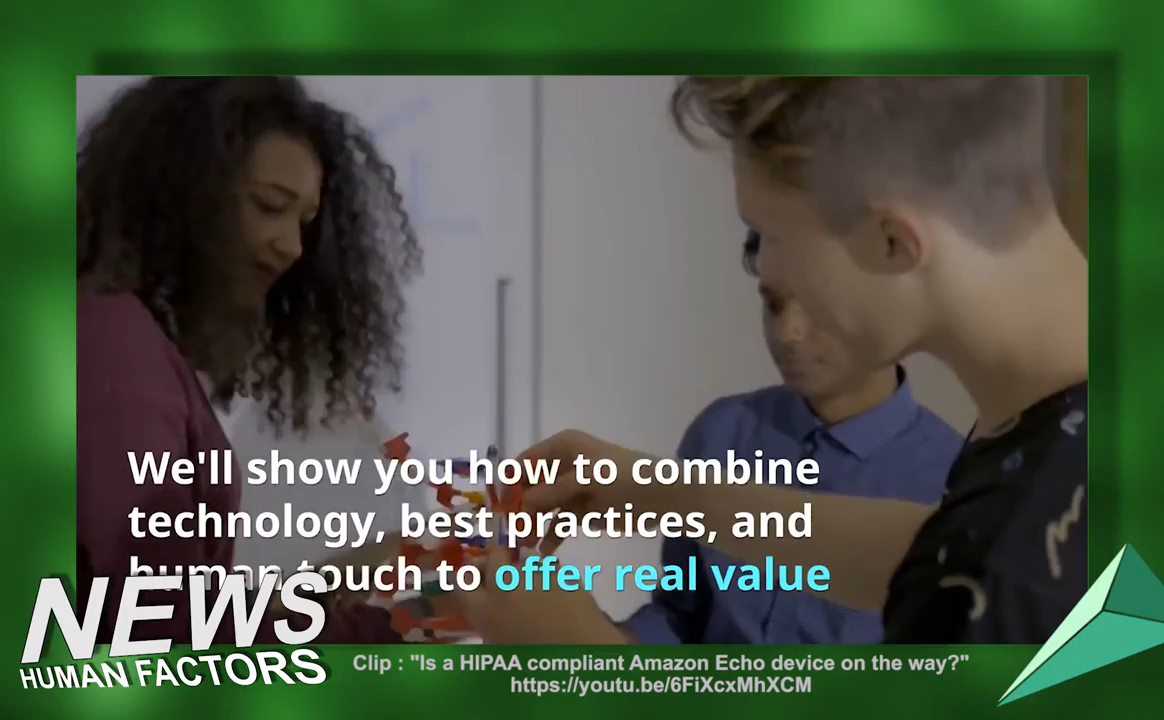 We'll show you how to combine
technology, best practices, and
human touch to offer real value
NEWS
HUMAN FACTORS
Clip : "Is a HIPAA compliant Amazon Echo device on the way?"
https://youtu.be/6FiXcxMhXCM